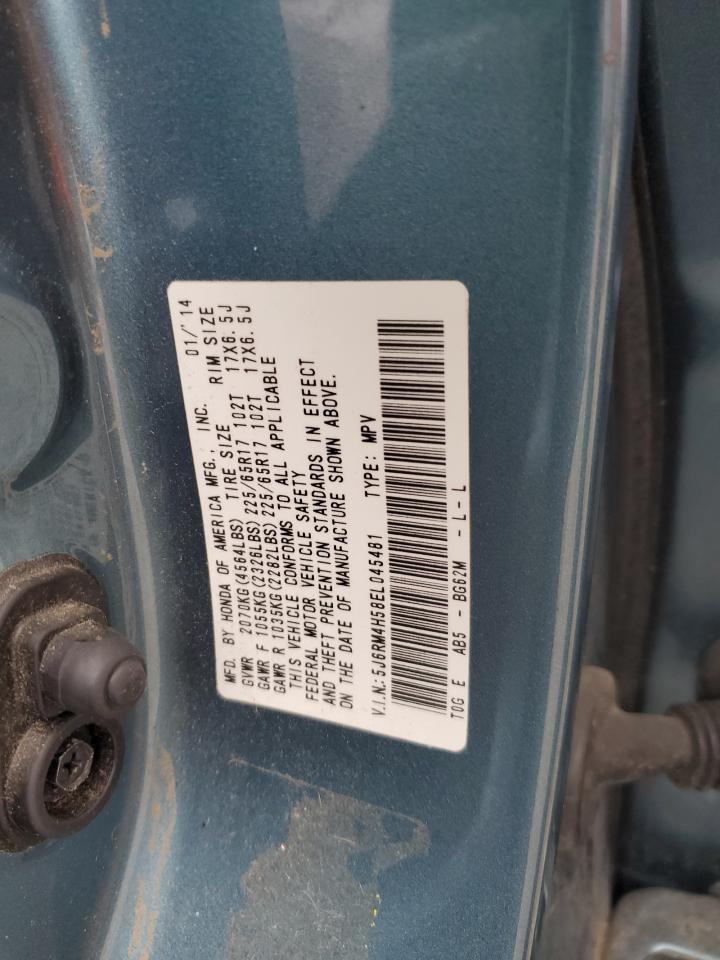 MFD. BY HONDA OF AMERICA MFG., INC. 01/'14
GVWR 2070KG(4564LBS) TIRE SIZE RIM SIZE
GAWR F 1055KG(2326LBS) 225/65R17 102T 17X6.5J
GAWR R 1035KG(2282LBS) 225/65R17 102T 17X6.5J
THIS VEHICLE CONFORMS TO ALL APPLICABLE
FEDERAL MOTOR VEHICLE SAFETY
AND THEFT PREVENTION STANDARDS IN EFFECT
ON THE DATE OF MANUFACTURE SHOWN ABOVE.
V.I.N.: 5J6RM4H58EL045461 TYPE: MPV
TOG E AB5 - BG62M - L - L